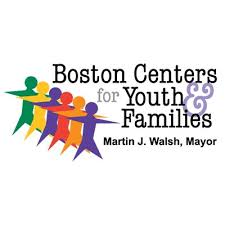 Boston Centers
for Youth &
Families
Martin J. Walsh, Mayor